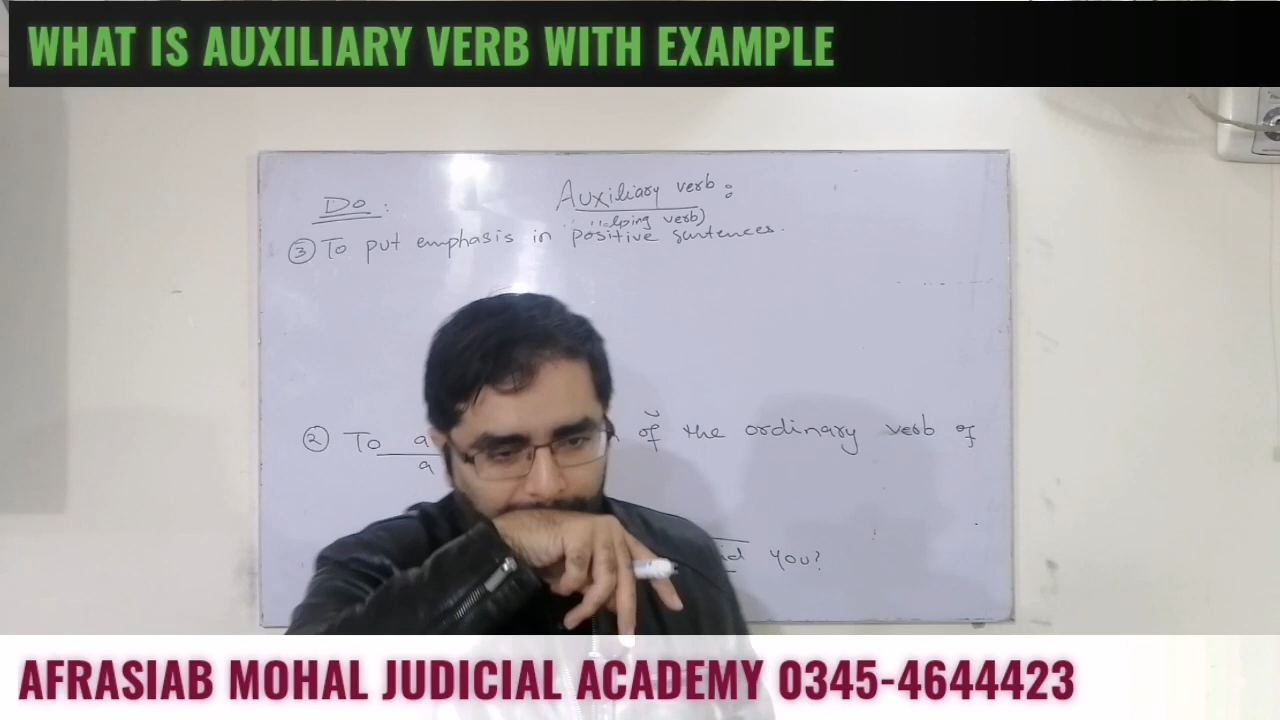 WHAT IS AUXILIARY VERB WITH EXAMPLE
Do :
Auxiliary verb :
(Helping verb)
③ To put emphasis in positive sentences.
② To a of the ordinary verb of
a
id you?
AFRASIAB MOHAL JUDICIAL ACADEMY 0345-4644423